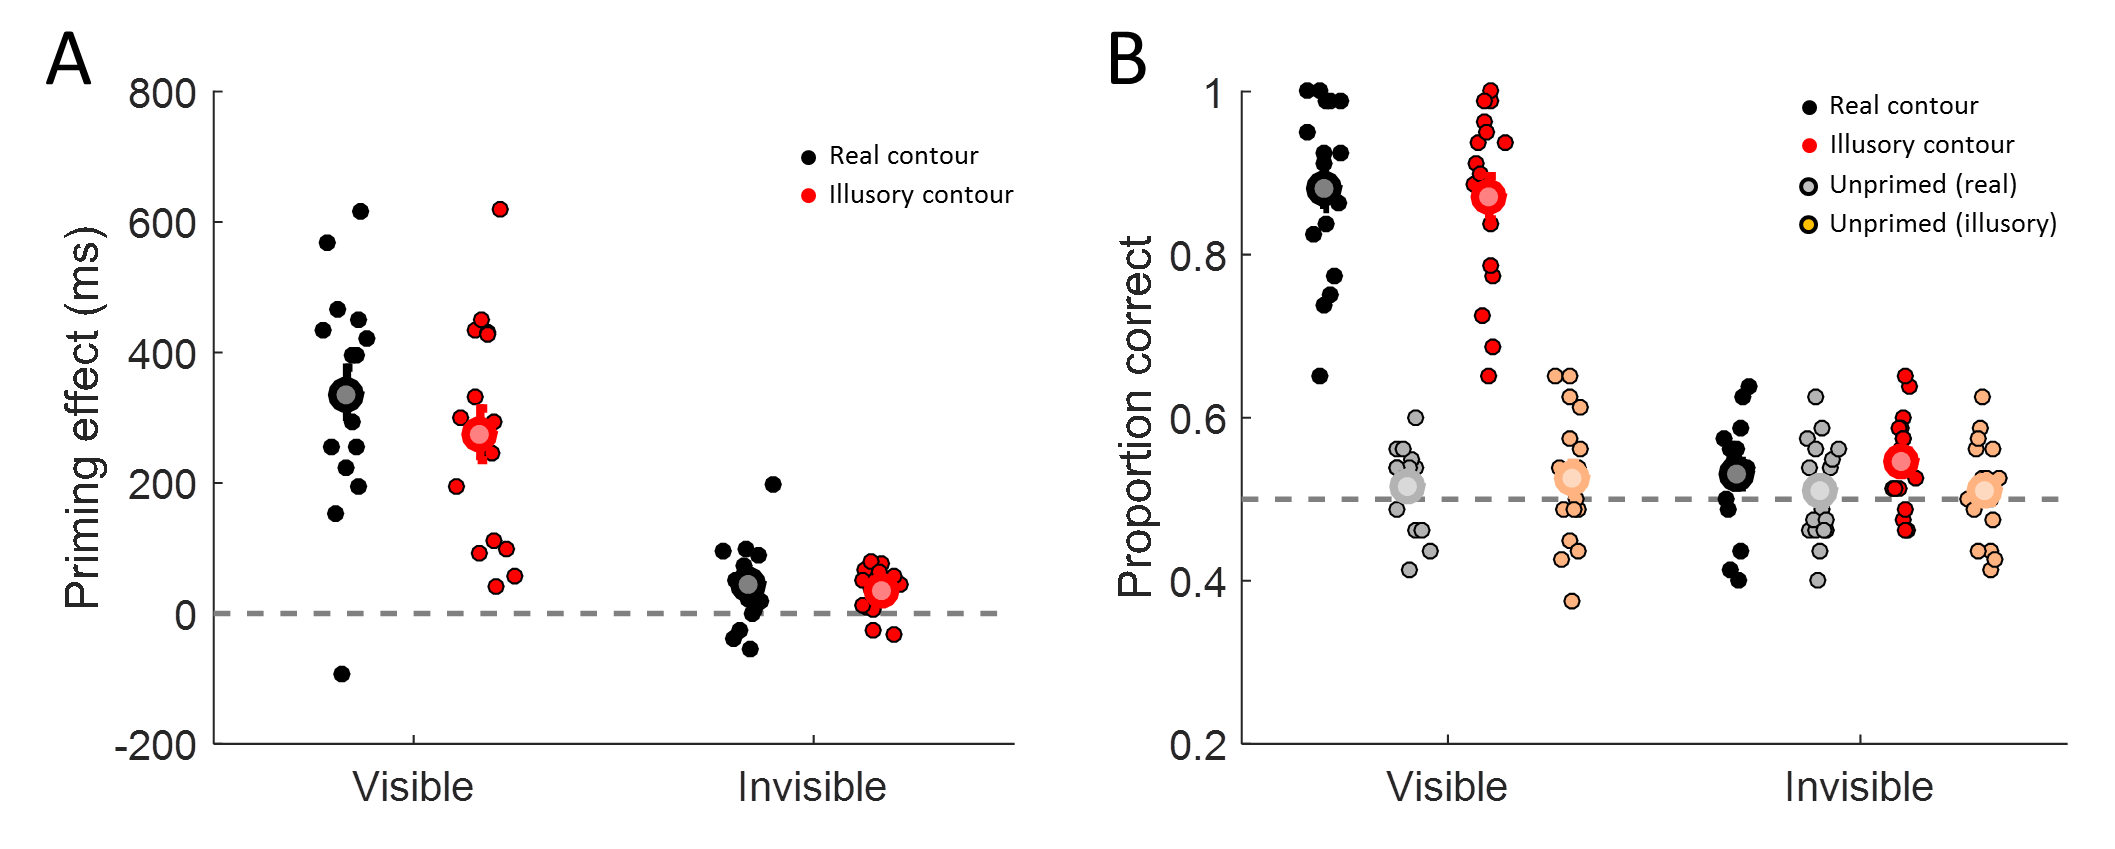 A
Priming effect (ms)
800
600
400
200
0
-200
Real contour
Illusory contour
Visible
Invisible
B
Proportion correct
1
0.8
0.6
0.4
0.2
Real contour
Illusory contour
Unprimed (real)
Unprimed (illusory)
Visible
Invisible